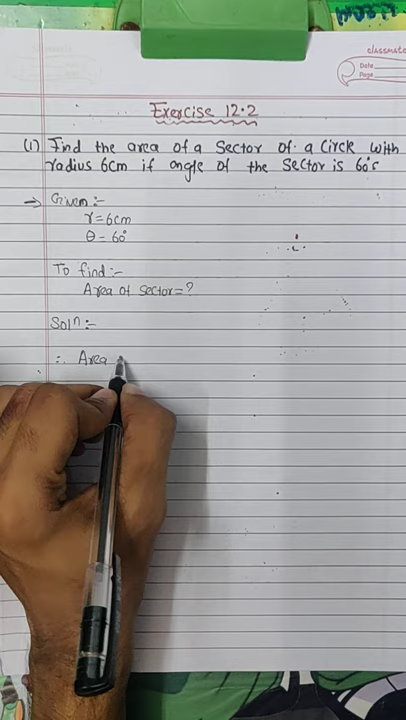 classmate
Date
Page
Exercise 12.2
(1) Find the area of a Sector of a Circle with
radius 6cm if angle of the Sector is 60°c
→ Given :-
r = 6cm
θ = 60°
To find :-
Area of sector = ?
Solⁿ :-
∴ Area